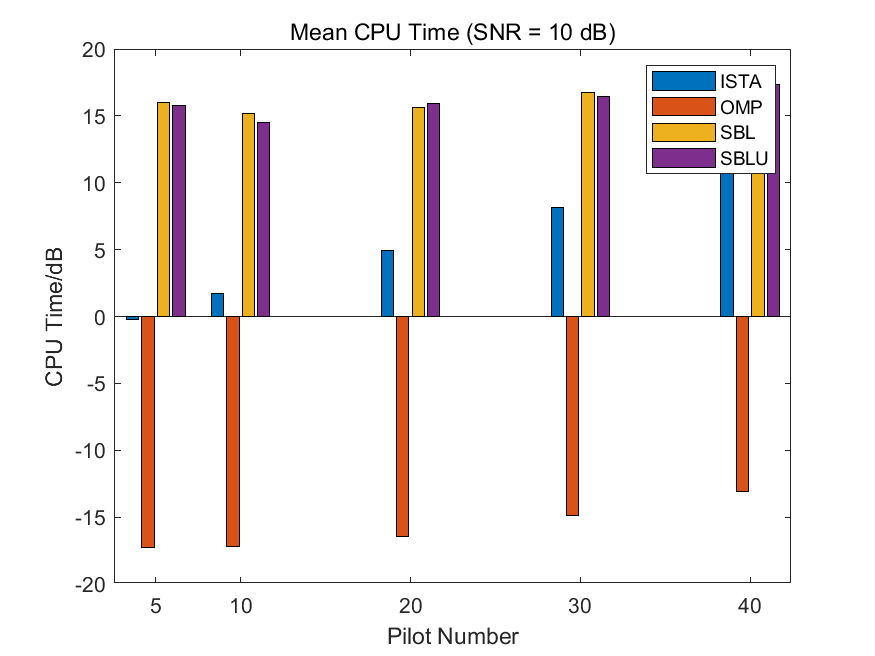 Mean CPU Time (SNR = 10 dB)
20
15
10
5
0
-5
-10
-15
-20
CPU Time/dB
ISTA
OMP
SBL
SBLU
5
10
20
30
40
Pilot Number